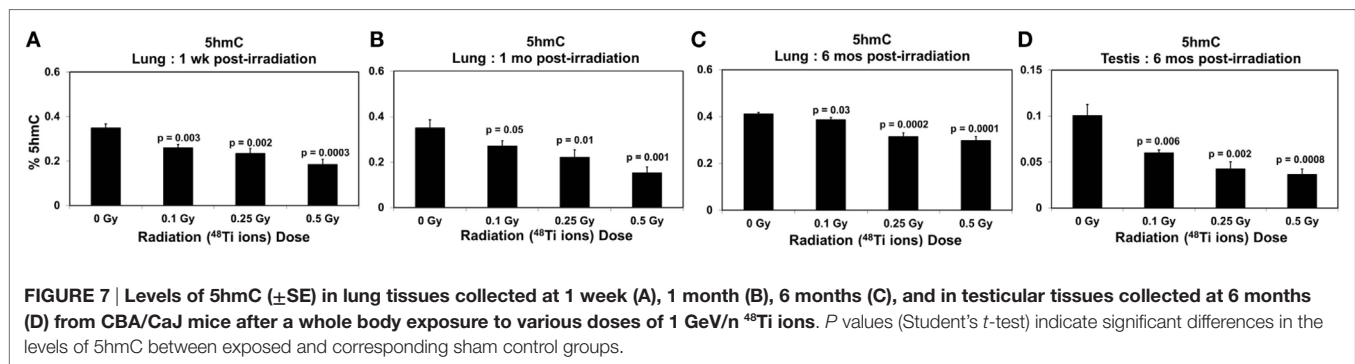 A
5hmC
Lung : 1 wk post-irradiation
% 5hmC
0.6
0.4
0.2
0
p = 0.003
p = 0.002
p = 0.0003
0 Gy 0.1 Gy 0.25 Gy 0.5 Gy
Radiation (⁴⁸Ti ions) Dose
B
5hmC
Lung : 1 mo post-irradiation
0.6
0.4
0.2
0
p = 0.05
p = 0.01
p = 0.001
0 Gy 0.1 Gy 0.25 Gy 0.5 Gy
Radiation (⁴⁸Ti ions) Dose
C
5hmC
Lung : 6 mos post-irradiation
0.6
0.4
0.2
0
p = 0.03
p = 0.0002
p = 0.0001
0 Gy 0.1 Gy 0.25 Gy 0.5 Gy
Radiation (⁴⁸Ti ions) Dose
D
5hmC
Testis : 6 mos post-irradiation
0.15
0.1
0.05
0
p = 0.006
p = 0.002
p = 0.0008
0 Gy 0.1 Gy 0.25 Gy 0.5 Gy
Radiation (⁴⁸Ti ions) Dose
FIGURE 7 | Levels of 5hmC (±SE) in lung tissues collected at 1 week (A), 1 month (B), 6 months (C), and in testicular tissues collected at 6 months
(D) from CBA/CaJ mice after a whole body exposure to various doses of 1 GeV/n ⁴⁸Ti ions. P values (Student's t-test) indicate significant differences in the
levels of 5hmC between exposed and corresponding sham control groups.